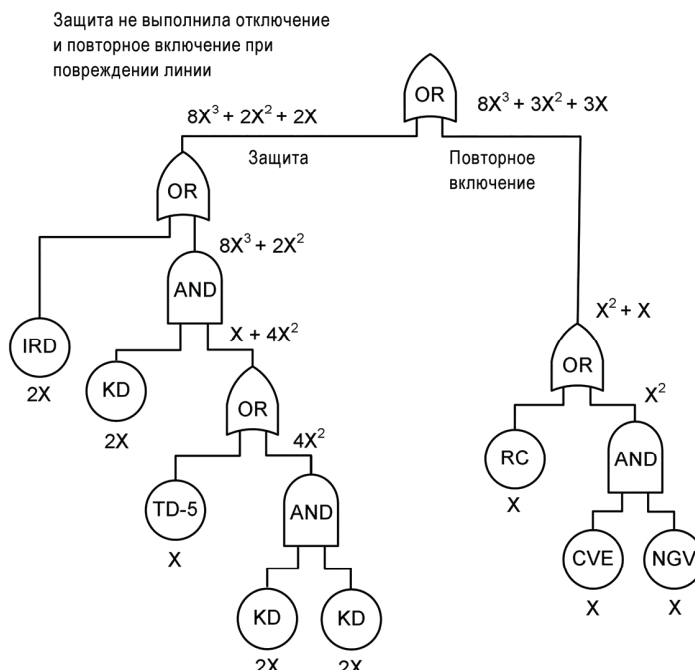 Защита не выполнила отключение
и повторное включение при
повреждении линии
OR
8X³ + 2X² + 2X
8X³ + 3X² + 3X
Защита
Повторное
включение
OR
8X³ + 2X²
AND
X² + X
IRD
2X
X + 4X²
KD
2X
OR
X²
OR
4X²
RC
X
AND
TD-5
X
AND
CVE
X
NGV
X
KD
2X
KD
2X